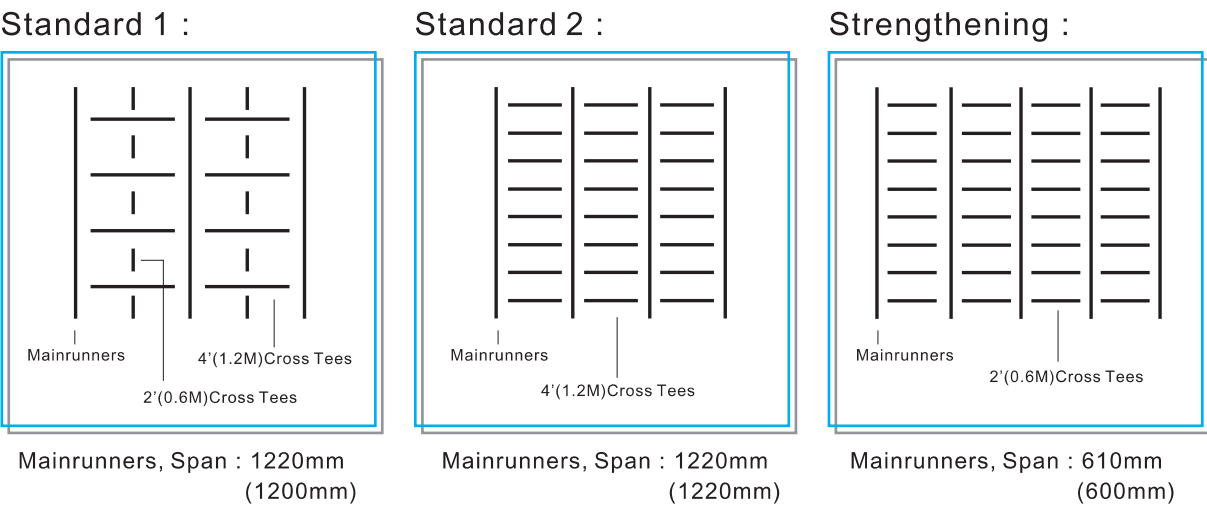 Standard 1 :
Mainrunners
4’(1.2M)Cross Tees
2’(0.6M)Cross Tees
Mainrunners, Span : 1220mm
(1200mm)
Standard 2 :
Mainrunners
4’(1.2M)Cross Tees
Mainrunners, Span : 1220mm
(1220mm)
Strengthening :
Mainrunners
2’(0.6M)Cross Tees
Mainrunners, Span : 610mm
(600mm)